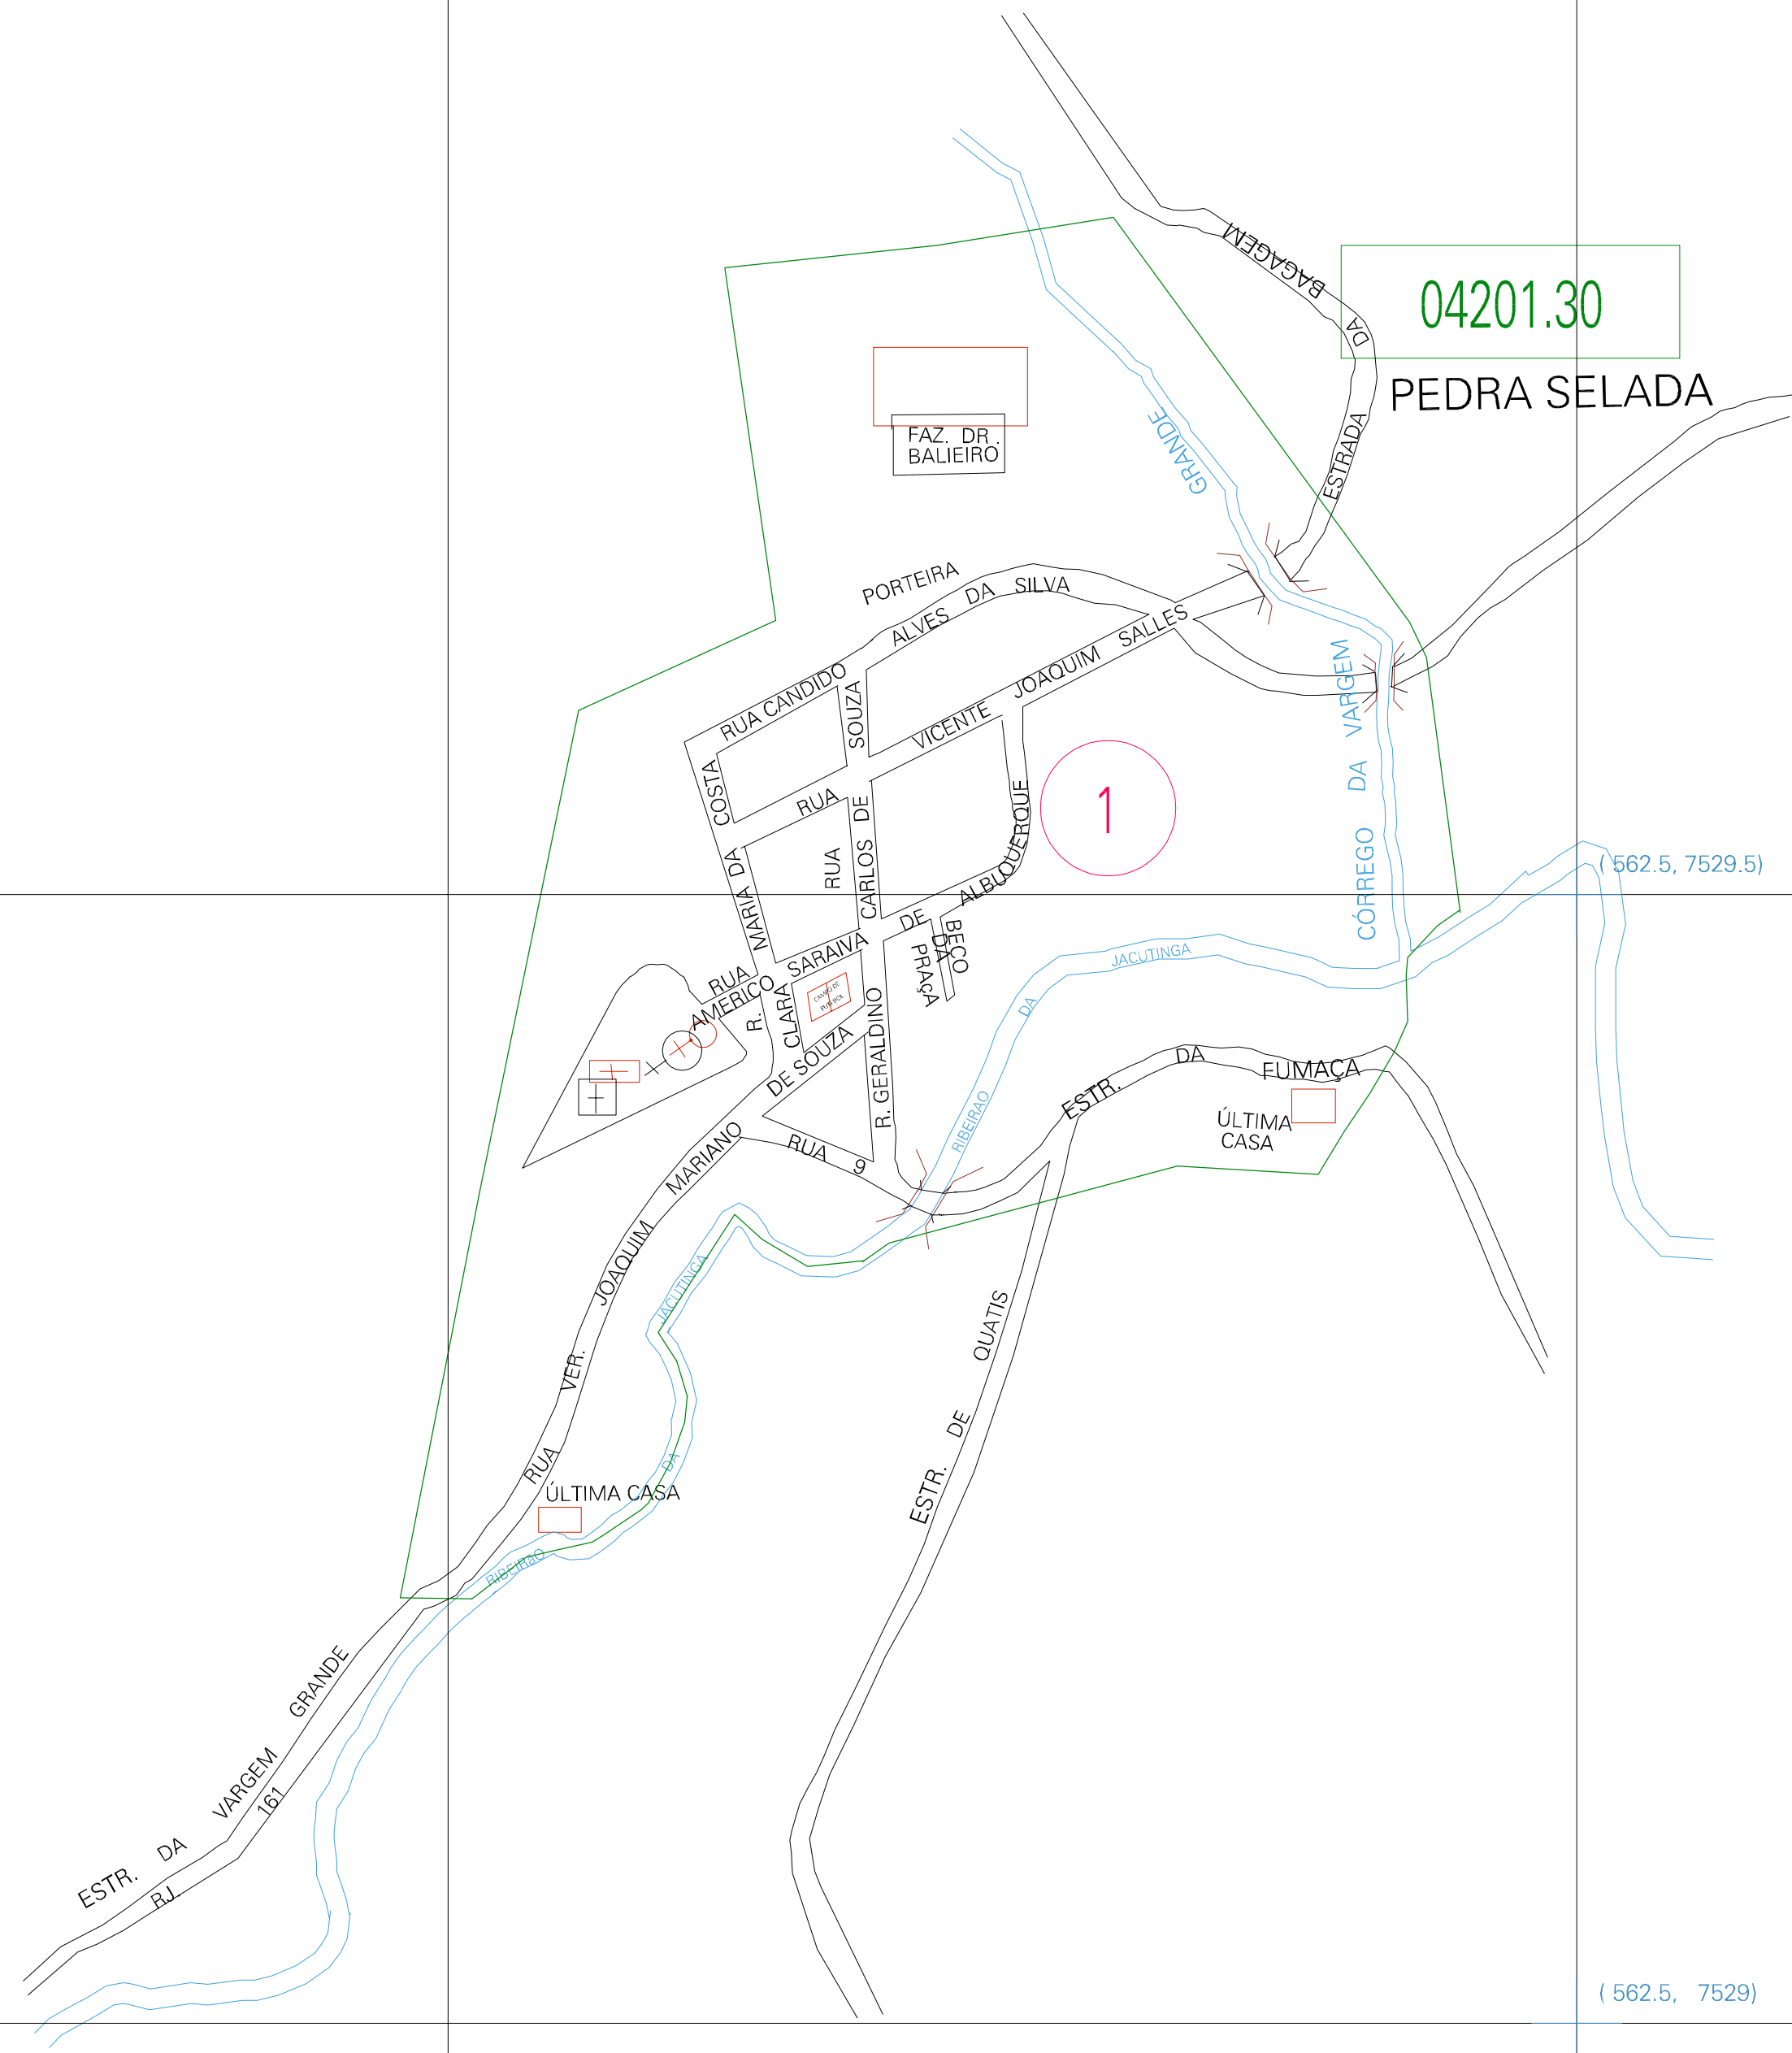 BAGAGEM
DA
ESTRADA
04201.30
PEDRA SELADA
FAZ. DR .
BALIEIRO
GRANDE
VARGEM
DA
CÓRREGO
PORTEIRA
RUA CANDIDO ALVES DA SILVA
RUA VICENTE JOAQUIM SALLES
RUA CARLOS DE SOUZA
1
R. CLARA MARIA DA COSTA
( 562.5, 7529.5)
RUA AMERICO SARAIVA DE ALBUQUERQUE
BECO
DA
PRAÇA
CAMPO DE
FUTEBOL
R. GERALDINO DE SOUZA
RIBEIRAO DA JACUTINGA
ESTR. DA FUMAÇA
ÚLTIMA
CASA
RUA 9
RUA VER. JOAQUIM MARIANO
RIBEIRãO DA JACUTINGA
ESTR. DE QUATIS
ÚLTIMA CASA
ESTR. DA VARGEM GRANDE
RJ. 161
( 562.5, 7529)